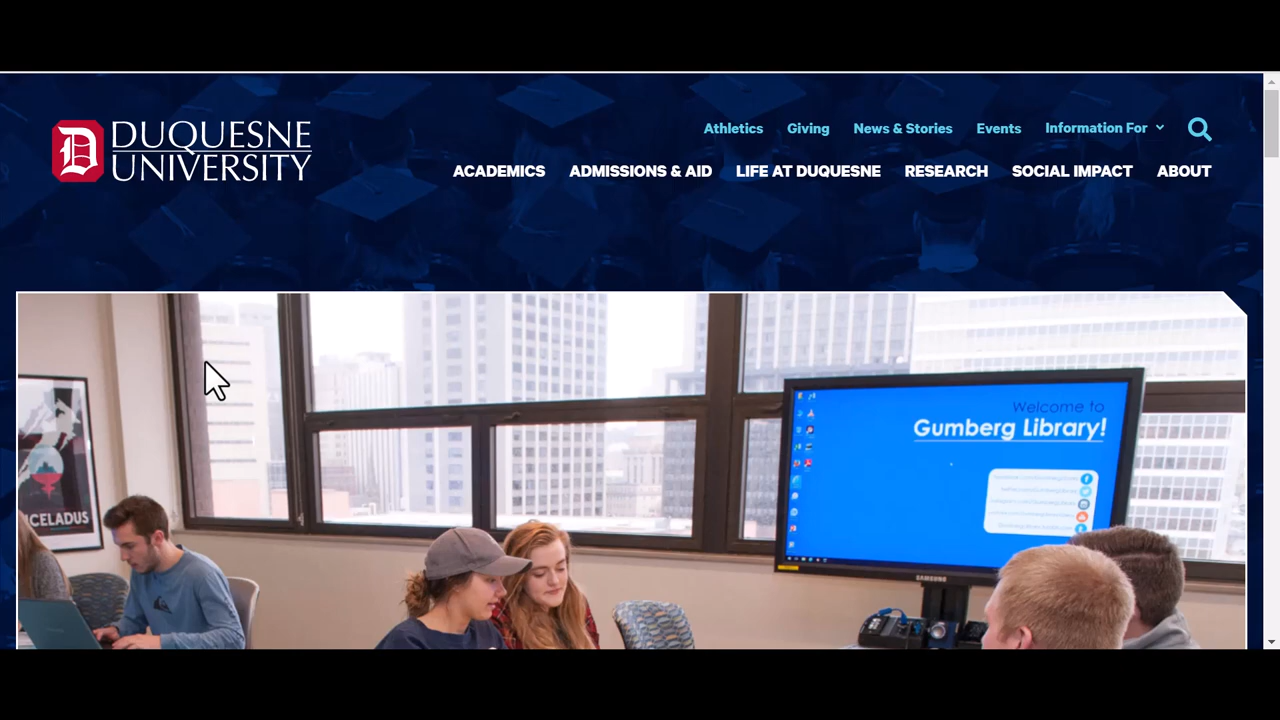 DUQUESNE
UNIVERSITY
Athletics Giving News & Stories Events Information For
ACADEMICS ADMISSIONS & AID LIFE AT DUQUESNE RESEARCH SOCIAL IMPACT ABOUT
Welcome to
Gumberg Library!
CELADUS
SAMSUNG